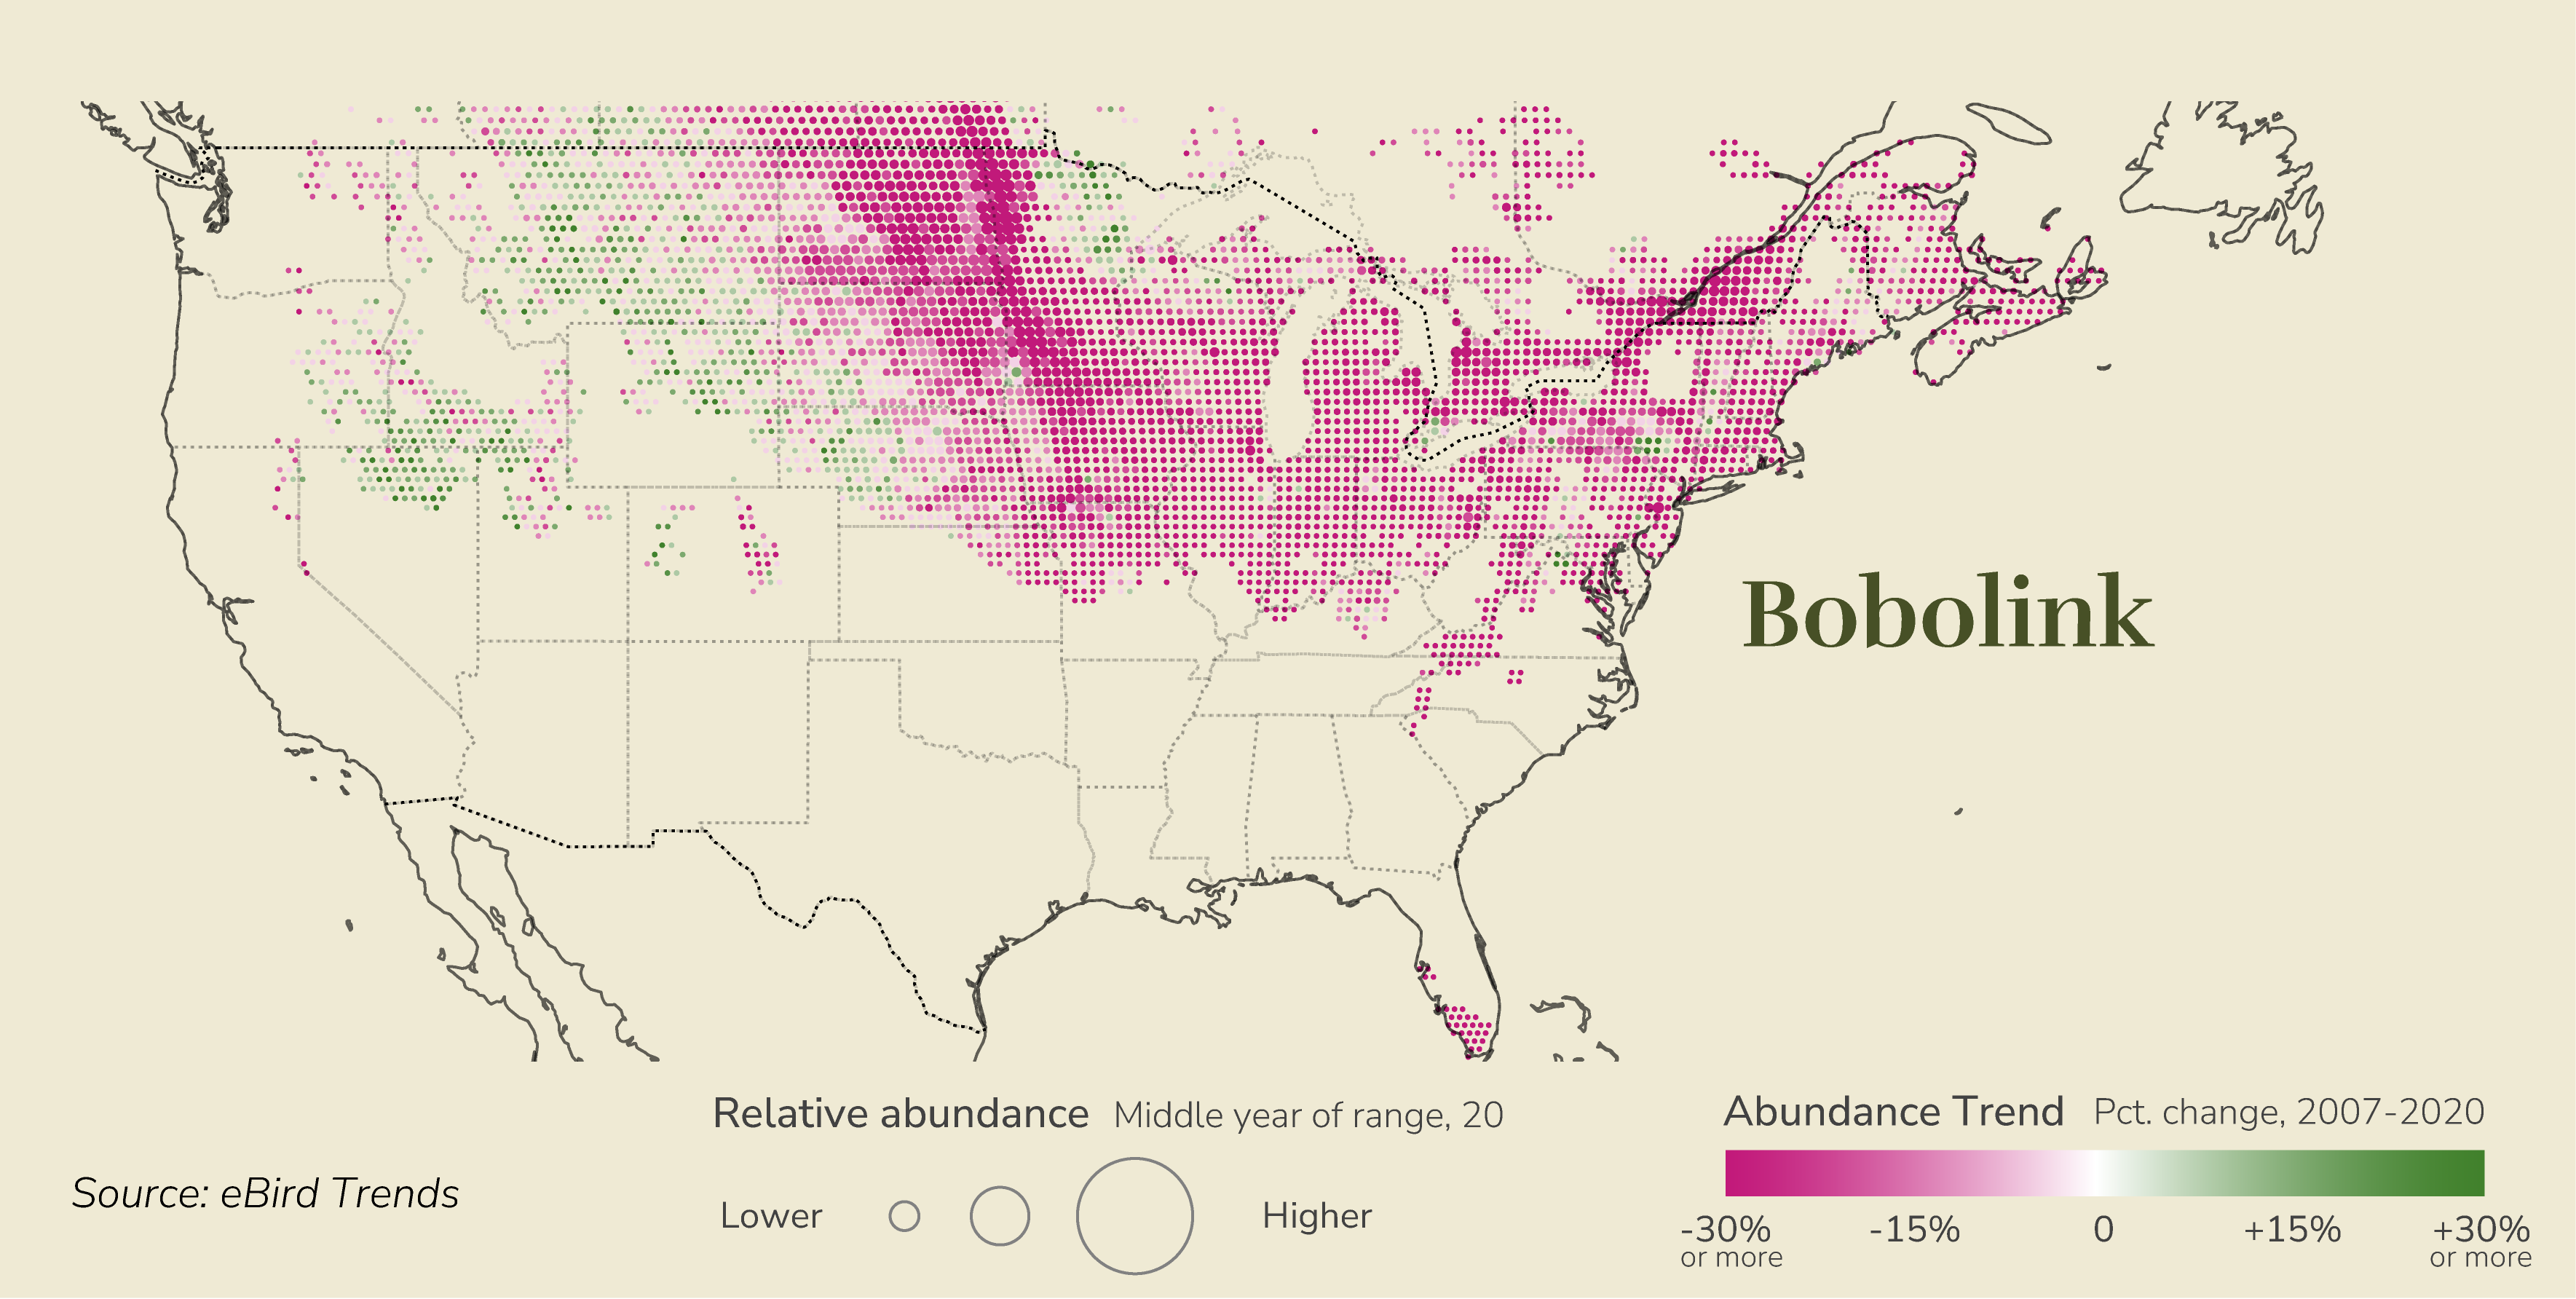 Bobolink
Relative abundance Middle year of range, 20
Lower Higher
Abundance Trend Pct. change, 2007-2020
-30% -15% 0 +15% +30%
or more or more
Source: eBird Trends